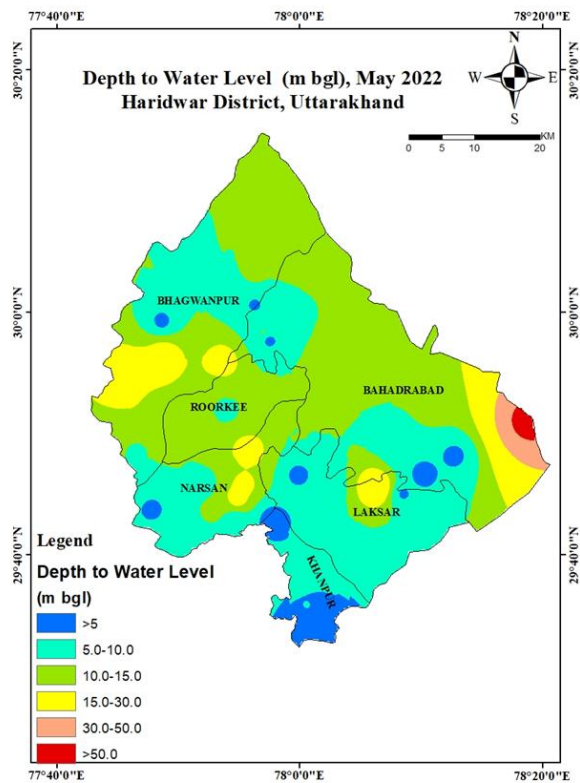 77°40'0"E 78°0'0"E 78°20'0"E
30°20'0"N
30°20'0"N
Depth to Water Level (m bgl), May 2022
Haridwar District, Uttarakhand
N
W E
S
KM
0 5 10 20
BHAGWANPUR
30°0'0"N
30°0'0"N
BAHADRABAD
ROORKEE
NARSAN
LAKSAR
KHANPUR
29°40'0"N
29°40'0"N
Legend
Depth to Water Level
(m bgl)
>5
5.0-10.0
10.0-15.0
15.0-30.0
30.0-50.0
>50.0
77°40'0"E 78°0'0"E 78°20'0"E